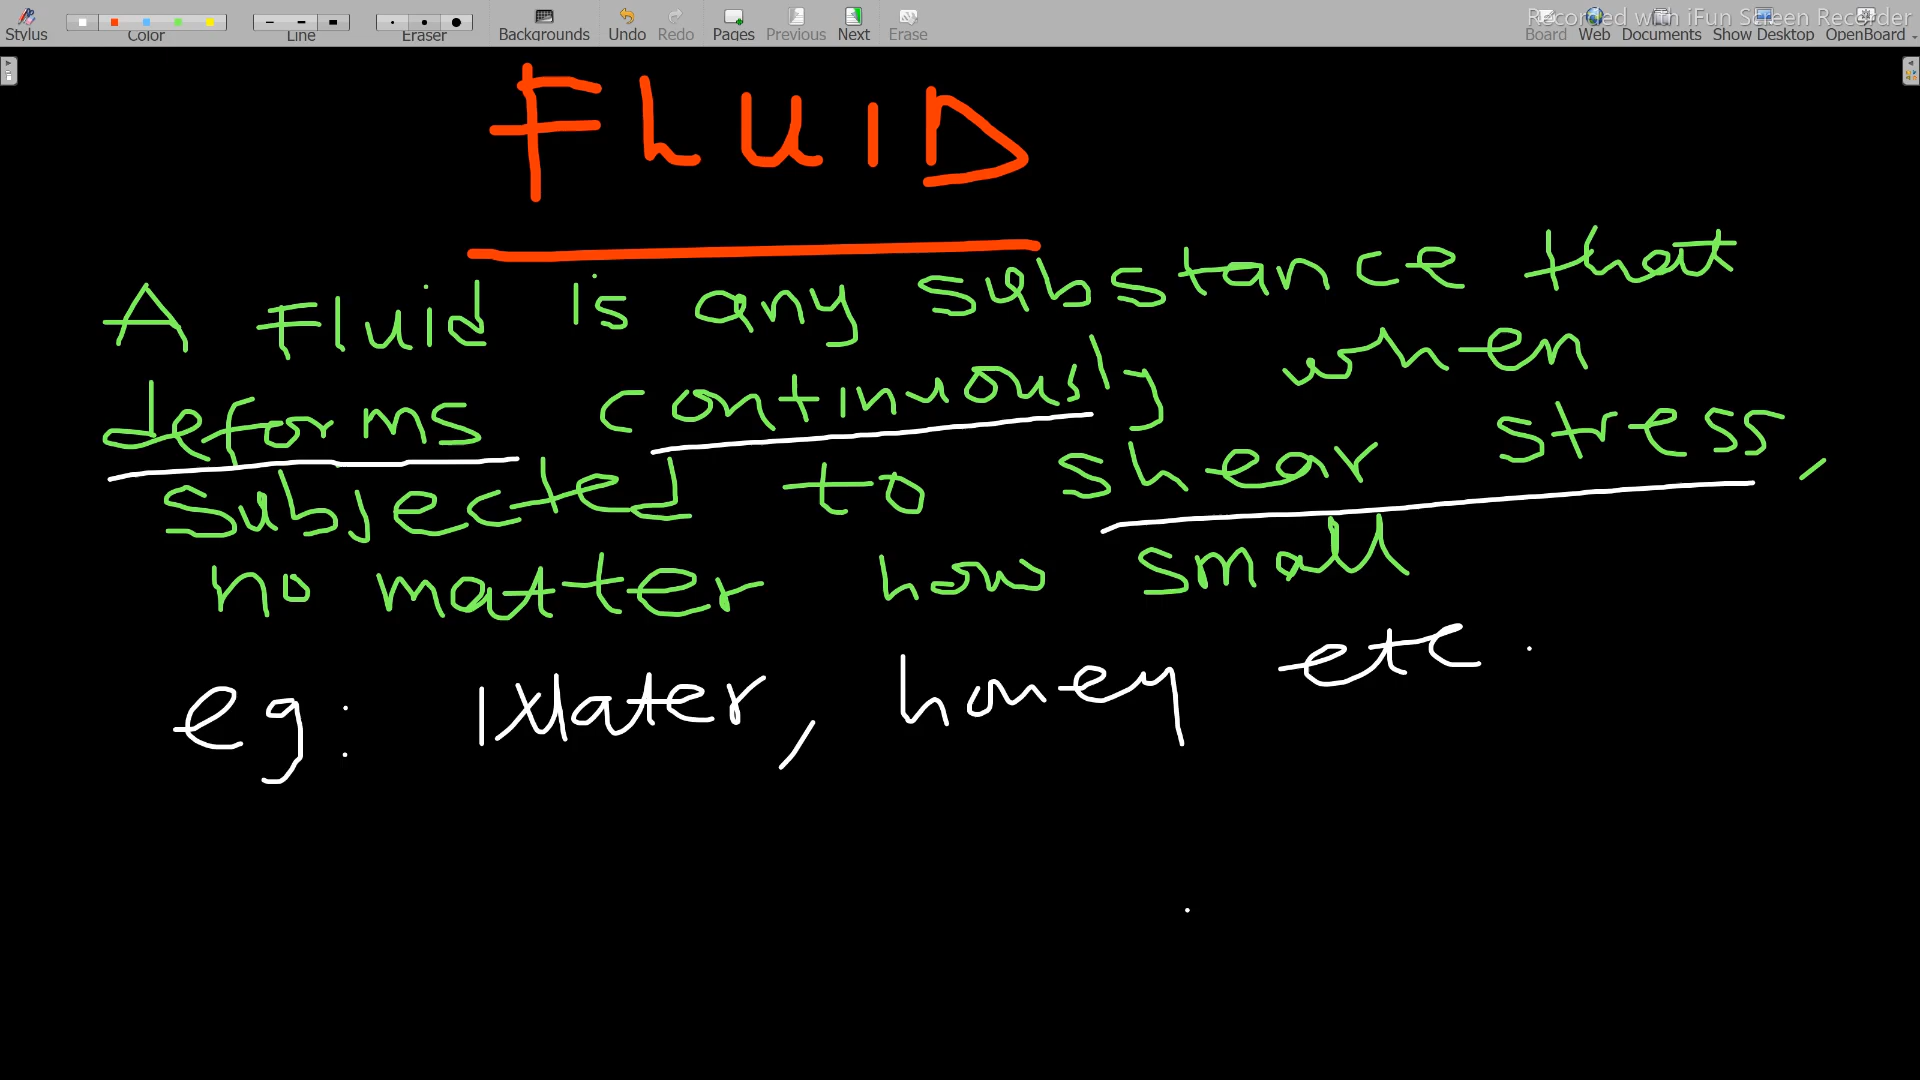 Recorded with iFun Screen Recorder
Stylus Color Line Eraser Backgrounds Undo Redo Pages Previous Next Erase Board Web Documents Show Desktop OpenBoard
FLUID
A Fluid is any substance that
deforms continuously when
subjected to shear stress,
no matter how small
eg: Water, honey etc.